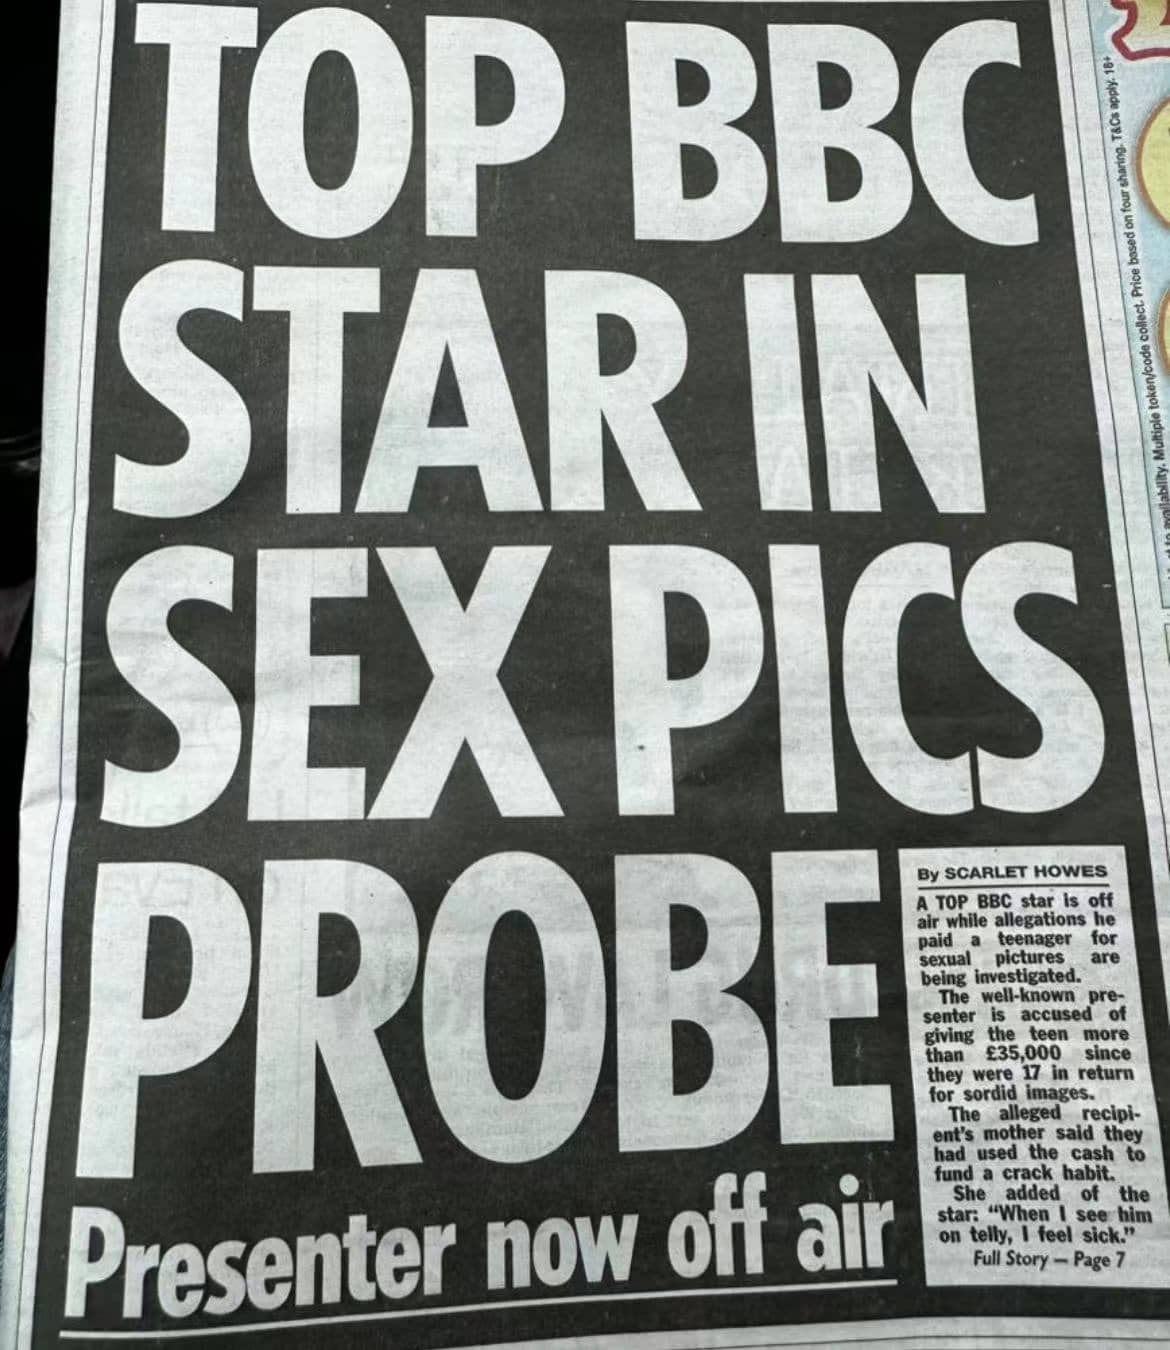 TOP BBC
STAR IN
SEX PICS
PROBE
Presenter now off air
By SCARLET HOWES
A TOP BBC star is off
air while allegations he
paid a teenager for
sexual pictures are
being investigated.
The well-known pre-
senter is accused of
giving the teen more
than £35,000 since
they were 17 in return
for sordid images.
The alleged recipi-
ent's mother said they
had used the cash to
fund a crack habit.
She added of the
star: “When I see him
on telly, I feel sick.”
Full Story – Page 7
to availability. Multiple token/code collect. Price based on four sharing. T&Cs apply. 18+